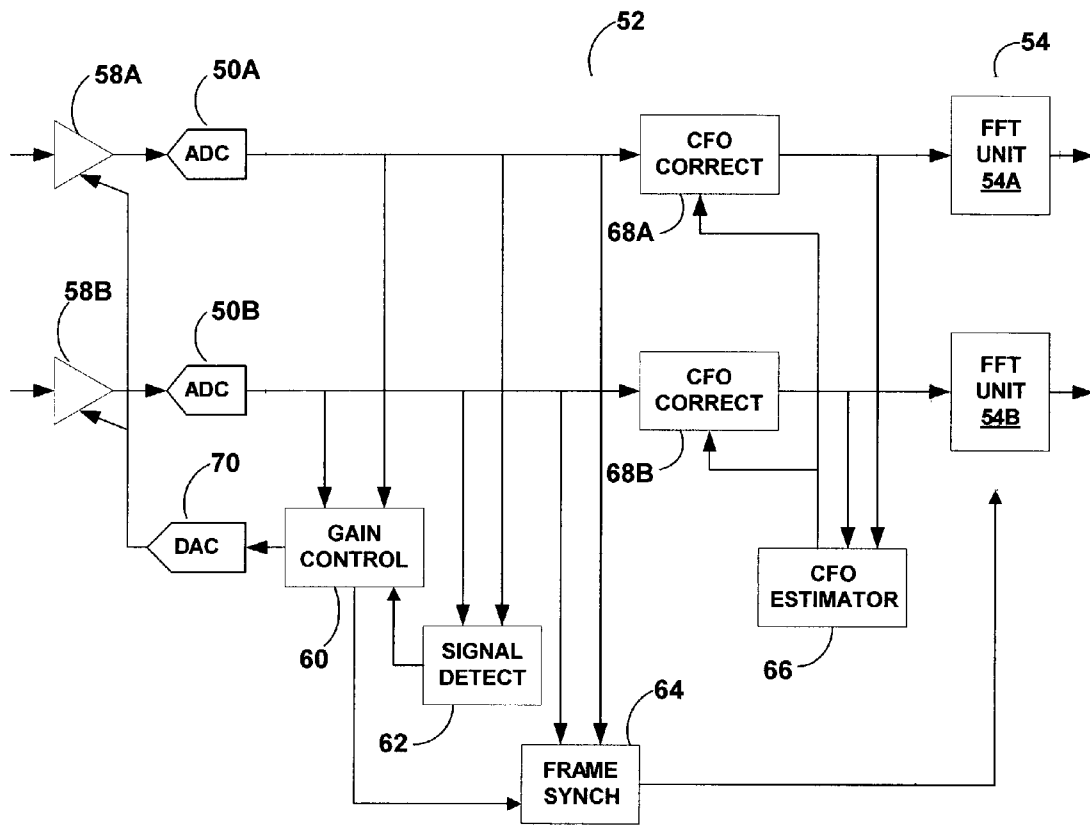 52
54
58A
50A
ADC
CFO
CORRECT
FFT
UNIT
54A
68A
58B
50B
ADC
CFO
CORRECT
FFT
UNIT
54B
68B
70
DAC
GAIN
CONTROL
CFO
ESTIMATOR
60
SIGNAL
DETECT
66
62
64
FRAME
SYNCH